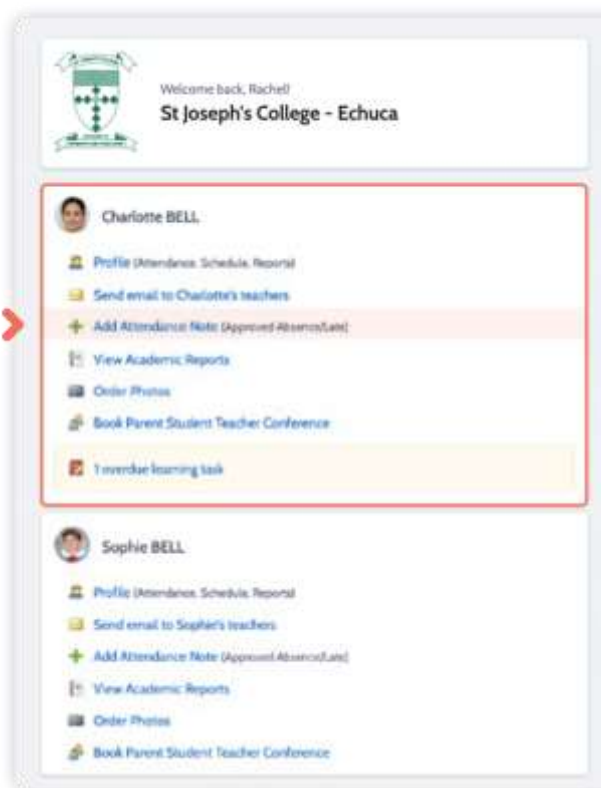 Welcome back, Rachel!
St Joseph's College - Echuca
Charlotte BELL
Profile (Attendance, Schedule, Reports)
Send email to Charlotte's teachers
Add Attendance Note (Approved Absence/Late)
View Academic Reports
Order Photos
Book Parent Student Teacher Conference
1 overdue learning task
Sophie BELL
Profile (Attendance, Schedule, Reports)
Send email to Sophie's teachers
Add Attendance Note (Approved Absence/Late)
View Academic Reports
Order Photos
Book Parent Student Teacher Conference